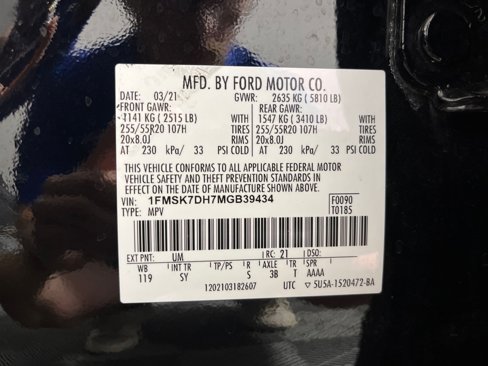 MFD. BY FORD MOTOR CO.
DATE: 03/21 GVWR: 2635 KG ( 5810 LB)
FRONT GAWR: REAR GAWR:
1141 KG ( 2515 LB) 1547 KG ( 3410 LB)
255/55R20 107H TIRES 255/55R20 107H TIRES
20x8.0J RIMS 20x8.0J RIMS
AT 230 kPa/ 33 PSI COLD AT 230 kPa/ 33 PSI COLD
THIS VEHICLE CONFORMS TO ALL APPLICABLE FEDERAL MOTOR
VEHICLE SAFETY AND THEFT PREVENTION STANDARDS IN
EFFECT ON THE DATE OF MANUFACTURE SHOWN ABOVE.
VIN: 1FMSK7DH7MGB39434 F0090
TYPE: MPV T0185
EXT PNT: UM RC: 21 DSO:
WB INT TR TP/PS R AXLE TR SPR
119 SY S 3B T AAAA
1202103182607 UTC 5U5A-1520472-BA